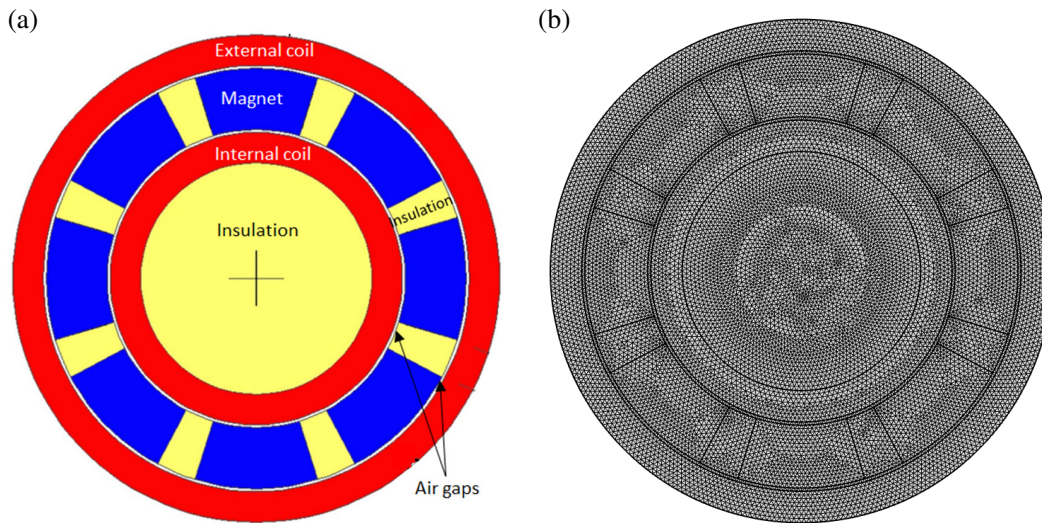 (a)
External coil
Magnet
Internal coil
Insulation
Insulation
Air gaps
(b)